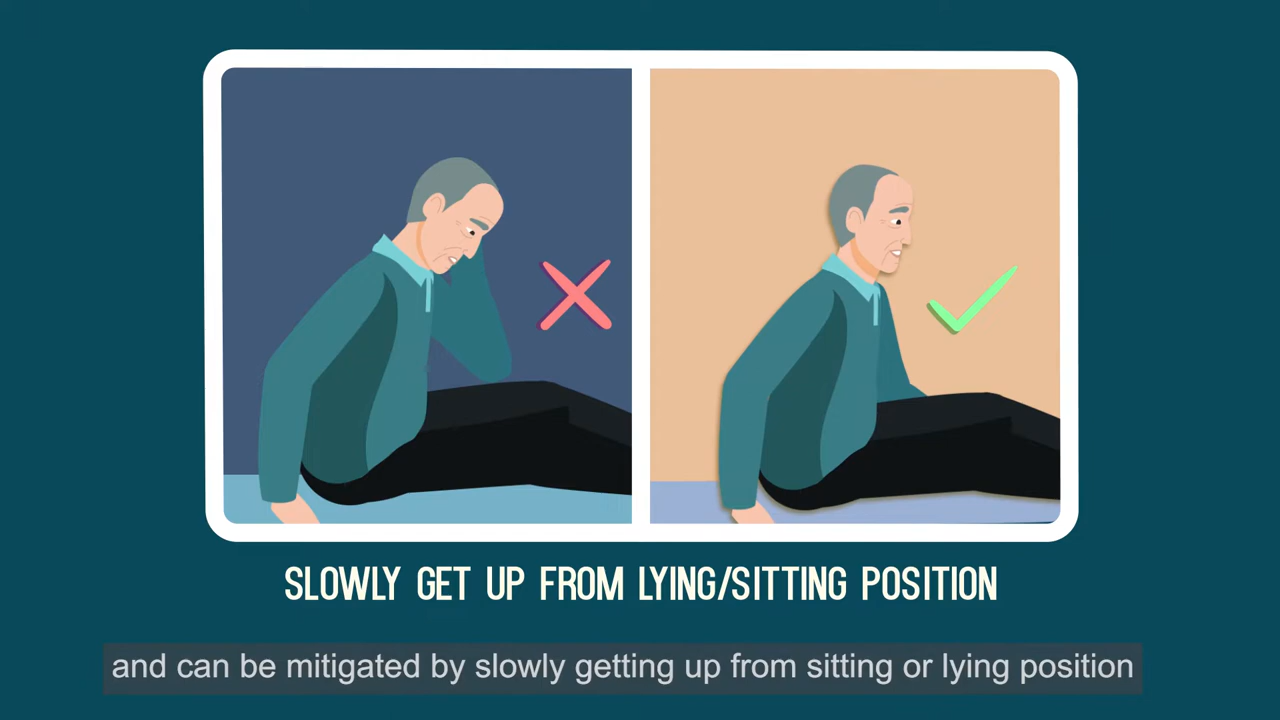 SLOWLY GET UP FROM LYING/SITTING POSITION
and can be mitigated by slowly getting up from sitting or lying position